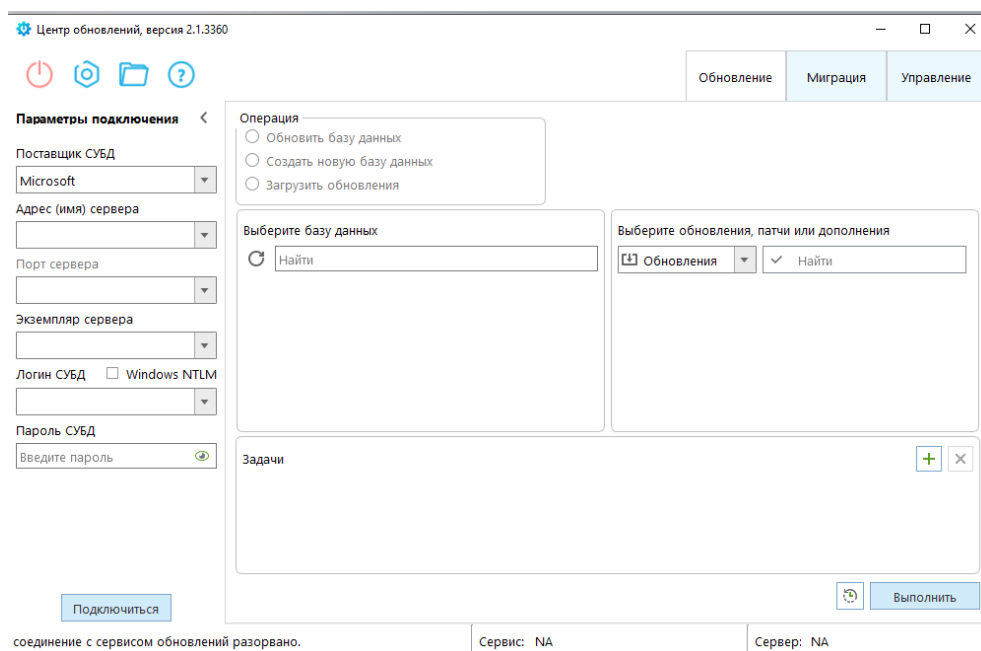 Центр обновлений, версия 2.1.3360
Обновление
Миграция
Управление
Параметры подключения
Поставщик СУБД
Microsoft
Адрес (имя) сервера
Порт сервера
Экземпляр сервера
Логин СУБД
Windows NTLM
Пароль СУБД
Введите пароль
Подключиться
Операция
Обновить базу данных
Создать новую базу данных
Загрузить обновления
Выберите базу данных
Найти
Выберите обновления, патчи или дополнения
Обновления
Найти
Задачи
Выполнить
соединение с сервисом обновлений разорвано.
Сервис: NA
Сервер: NA